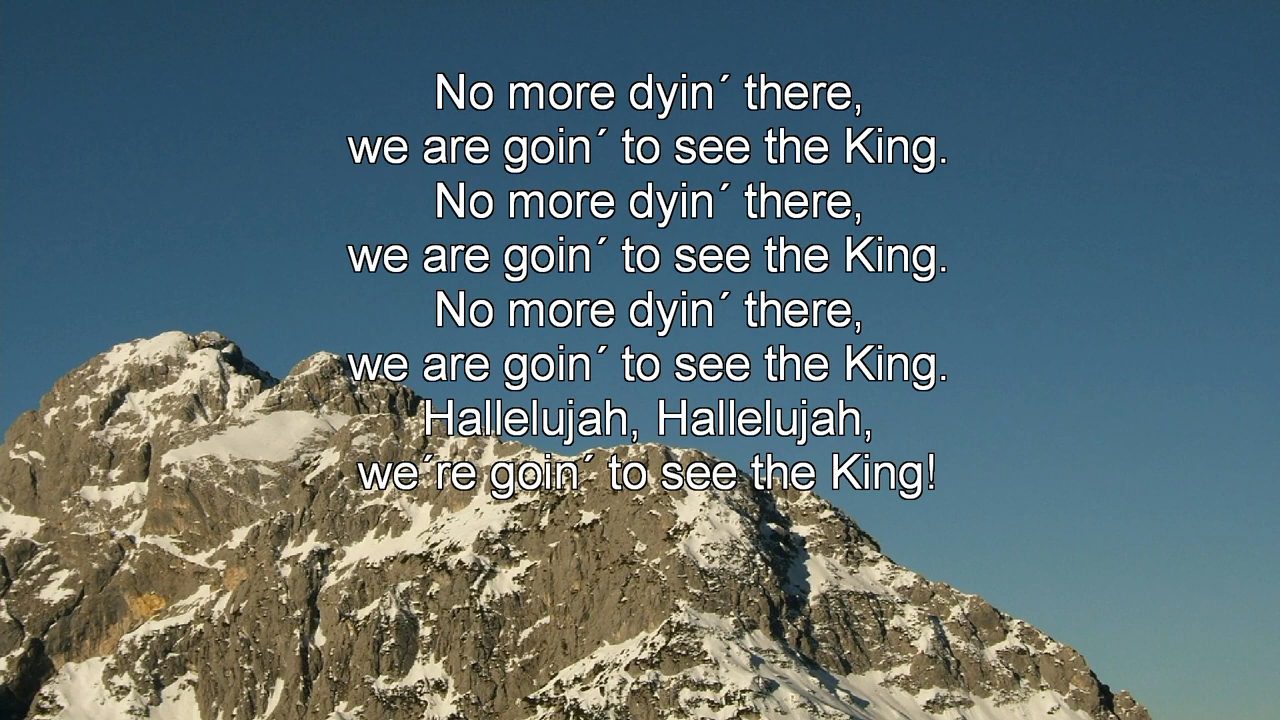 No more dyin´ there,
we are goin´ to see the King.
No more dyin´ there,
we are goin´ to see the King.
No more dyin´ there,
we are goin´ to see the King.
Hallelujah, Hallelujah,
we´re goin´ to see the King!